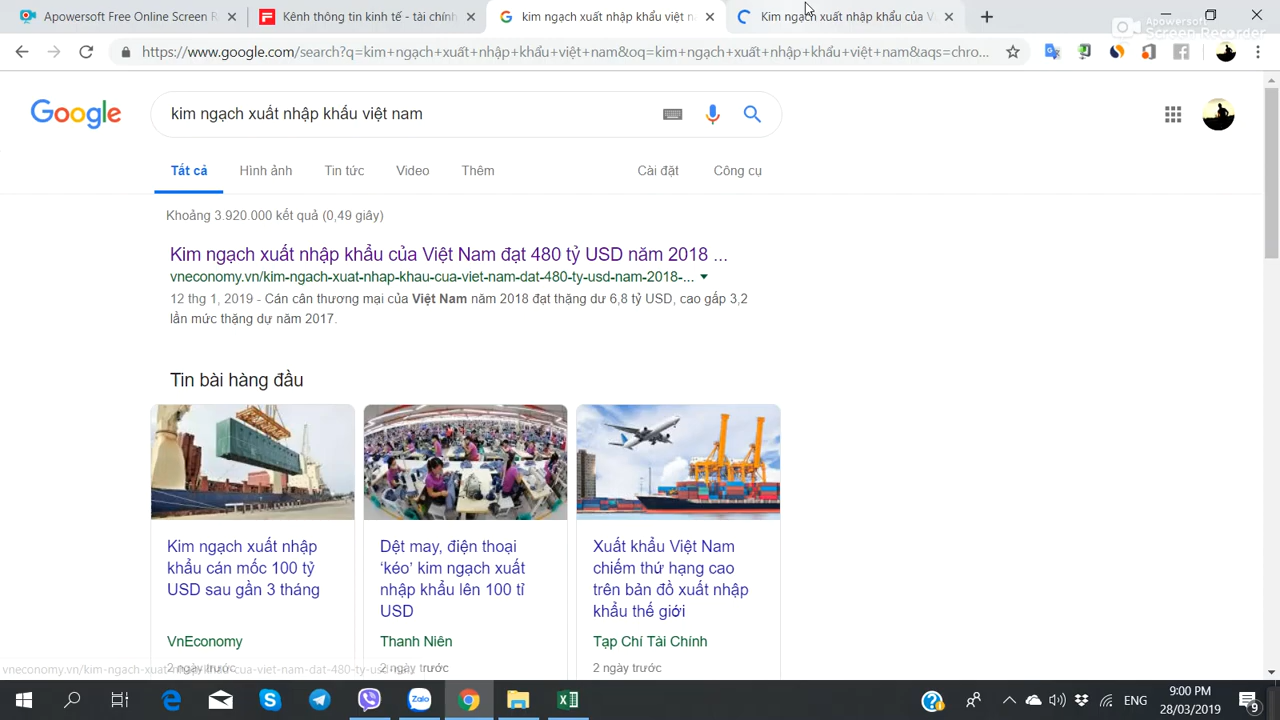 Apowersoft Free Online Screen R
Kênh thông tin kinh tế - tài chính
kim ngạch xuất nhập khẩu việt n
Kim ngạch xuất nhập khẩu của V
Apowersoft
Screen Recorder
https://www.google.com/search?q=kim+ngạch+xuất+nhập+khẩu+việt+nam&oq=kim+ngạch+xuất+nhập+khẩu+việt+nam&aqs=chro...
Google
kim ngạch xuất nhập khẩu việt nam
Tất cả Hình ảnh Tin tức Video Thêm Cài đặt Công cụ
Khoảng 3.920.000 kết quả (0,49 giây)
Kim ngạch xuất nhập khẩu của Việt Nam đạt 480 tỷ USD năm 2018 ...
vneconomy.vn/kim-ngach-xuat-nhap-khau-cua-viet-nam-dat-480-ty-usd-nam-2018-...
12 thg 1, 2019 - Cán cân thương mại của Việt Nam năm 2018 đạt thặng dư 6,8 tỷ USD, cao gấp 3,2
lần mức thặng dự năm 2017.
Tin bài hàng đầu
Kim ngạch xuất nhập
khẩu cán mốc 100 tỷ
USD sau gần 3 tháng
VnEconomy
2 ngày trước
Dệt may, điện thoại
‘kéo’ kim ngạch xuất
nhập khẩu lên 100 tỉ
USD
Thanh Niên
2 ngày trước
Xuất khẩu Việt Nam
chiếm thứ hạng cao
trên bản đồ xuất nhập
khẩu thế giới
Tạp Chí Tài Chính
2 ngày trước
Zalo
ENG
9:00 PM
28/03/2019
9